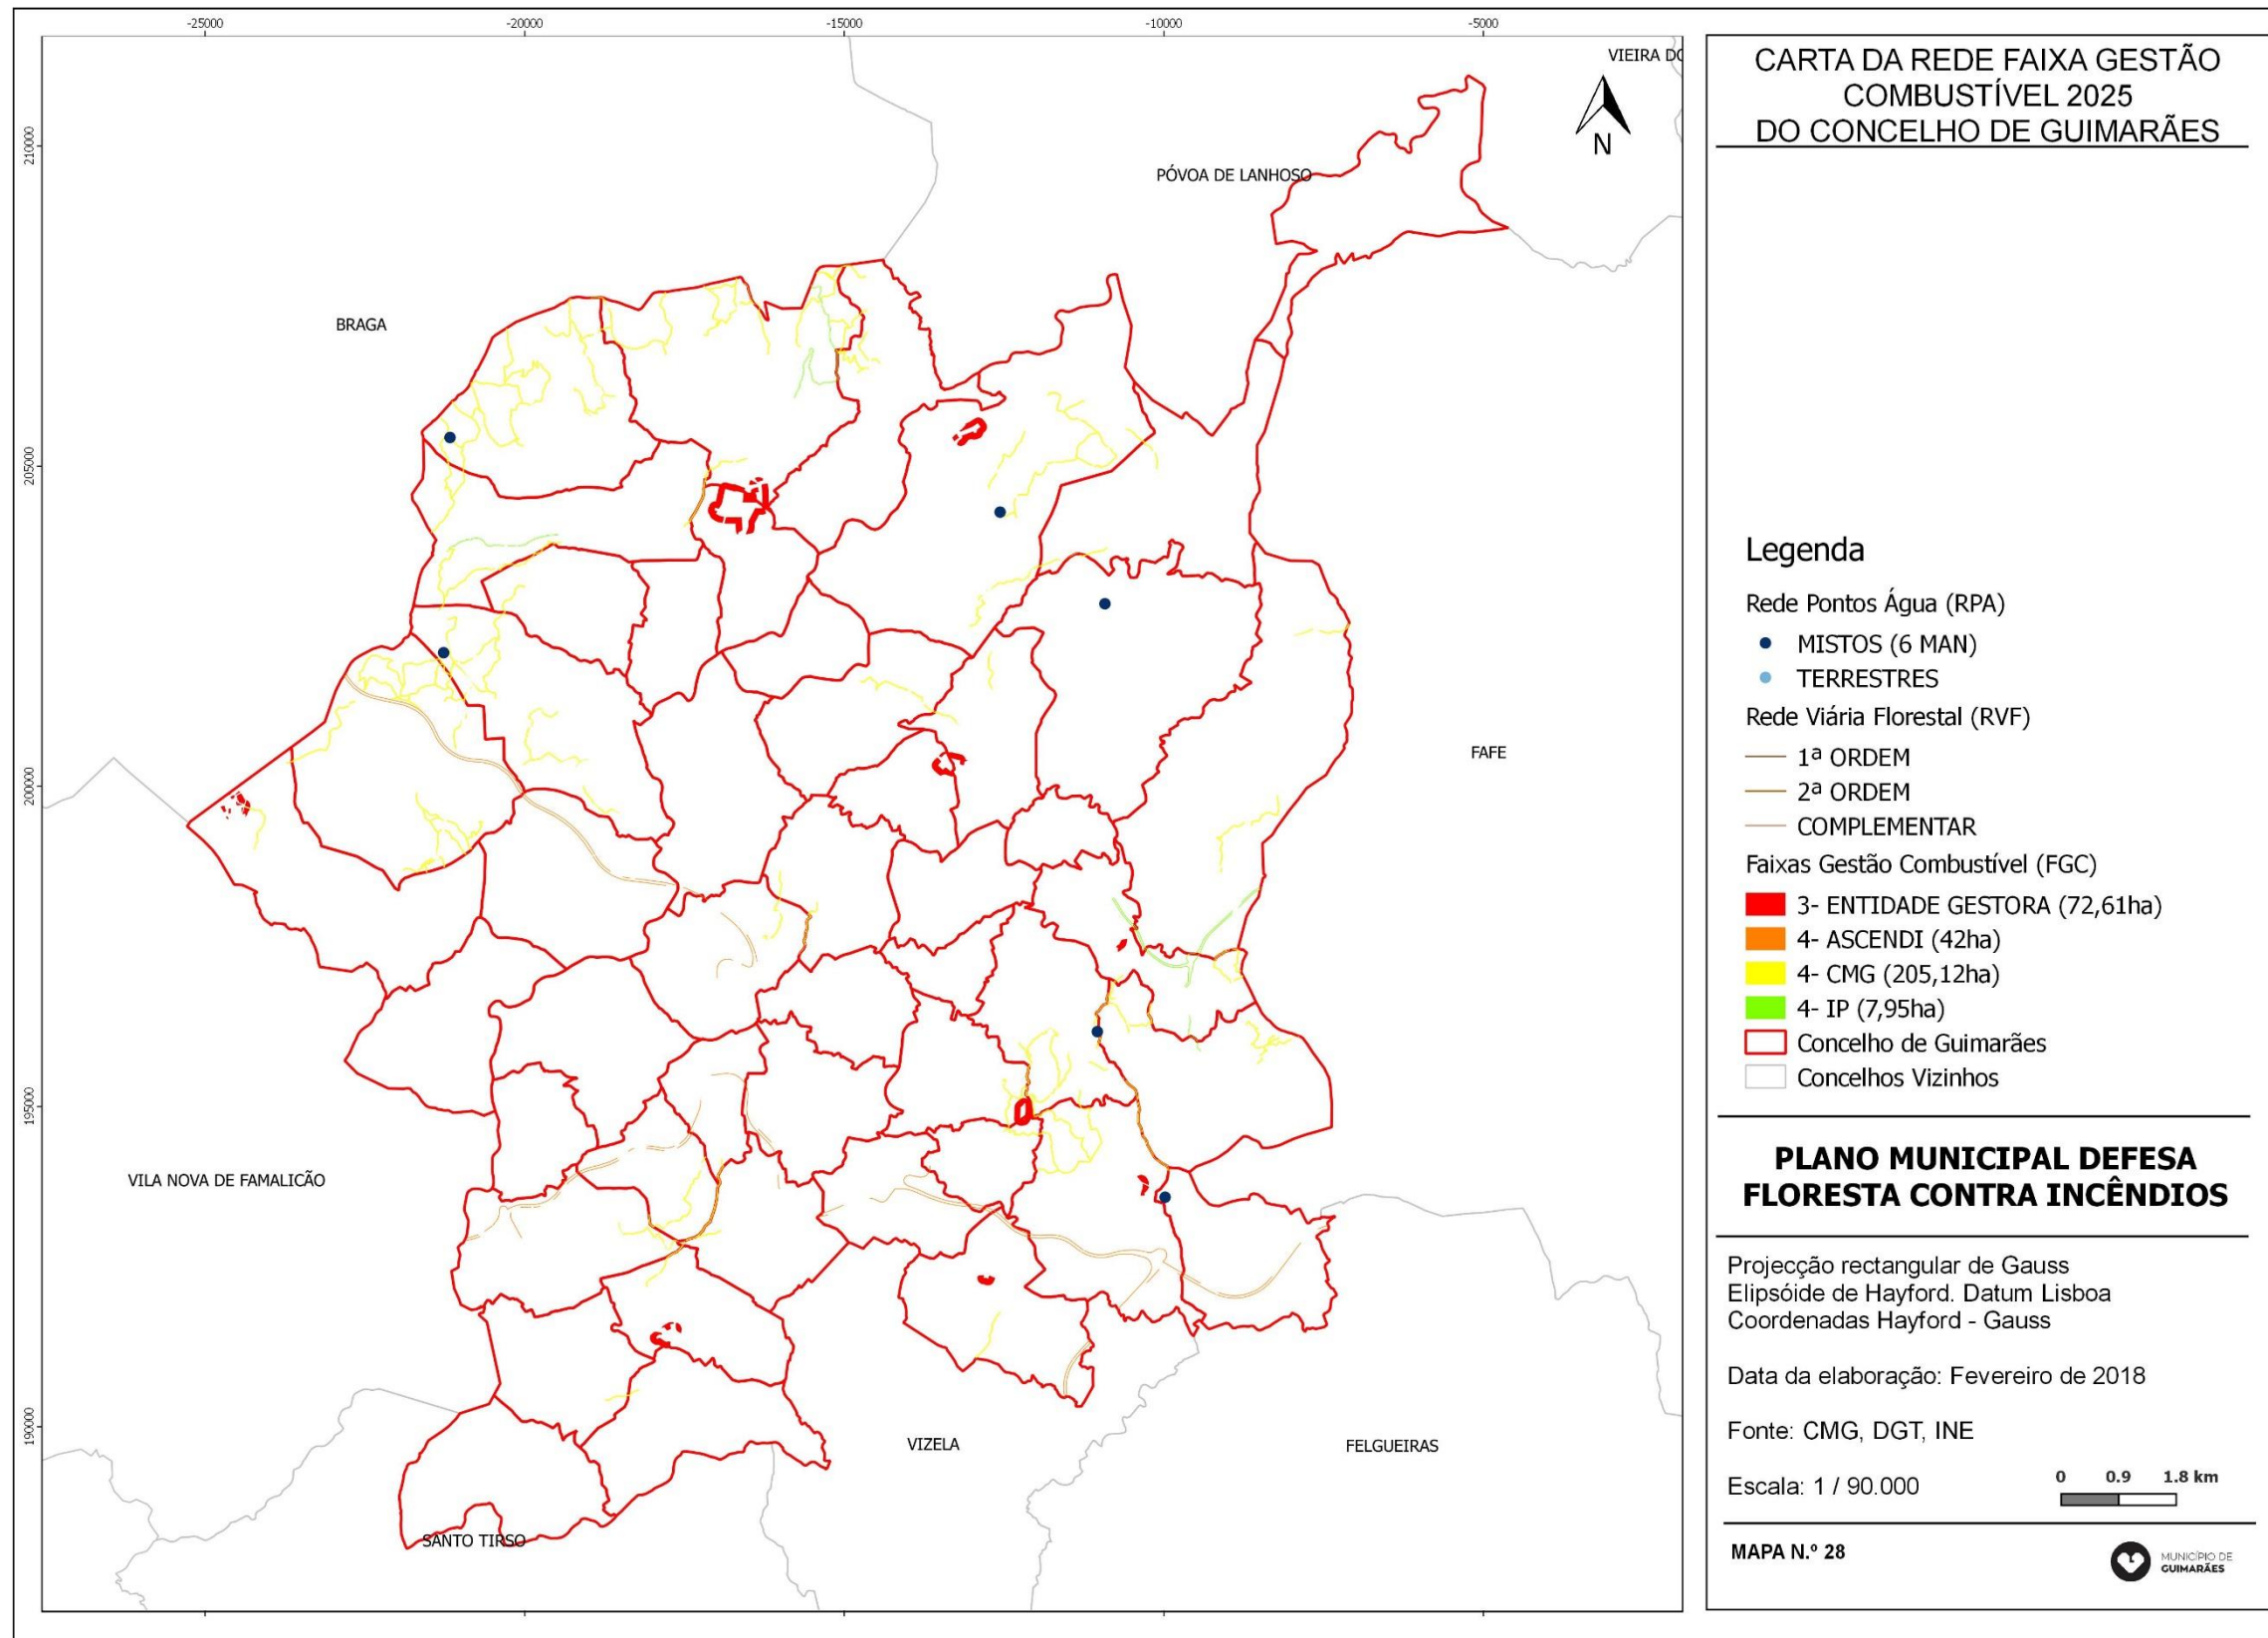 -25000
-20000
-15000
-10000
-5000
210000
205000
200000
195000
190000
VIEIRA DO
PÓVOA DE LANHOSO
BRAGA
FAFE
VILA NOVA DE FAMALICÃO
VIZELA
FELGUEIRAS
SANTO TIRSO
N
CARTA DA REDE FAIXA GESTÃO
COMBUSTÍVEL 2025
DO CONCELHO DE GUIMARÃES
Legenda
Rede Pontos Água (RPA)
MISTOS (6 MAN)
TERRESTRES
Rede Viária Florestal (RVF)
1ª ORDEM
2ª ORDEM
COMPLEMENTAR
Faixas Gestão Combustível (FGC)
3- ENTIDADE GESTORA (72,61ha)
4- ASCENDI (42ha)
4- CMG (205,12ha)
4- IP (7,95ha)
Concelho de Guimarães
Concelhos Vizinhos
PLANO MUNICIPAL DEFESA
FLORESTA CONTRA INCÊNDIOS
Projecção rectangular de Gauss
Elipsóide de Hayford. Datum Lisboa
Coordenadas Hayford - Gauss
Data da elaboração: Fevereiro de 2018
Fonte: CMG, DGT, INE
Escala: 1 / 90.000
0 0.9 1.8 km
MAPA N.º 28
MUNICÍPIO DE
GUIMARÃES